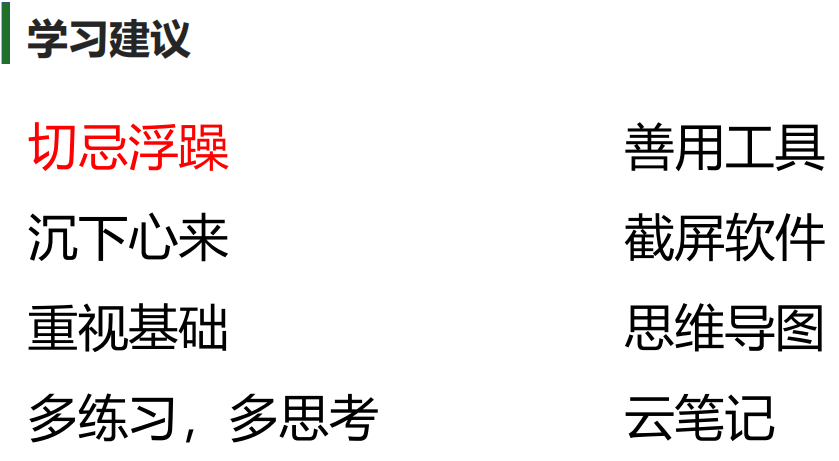 学习建议
切忌浮躁
沉下心来
重视基础
多练习，多思考
善用工具
截屏软件
思维导图
云笔记